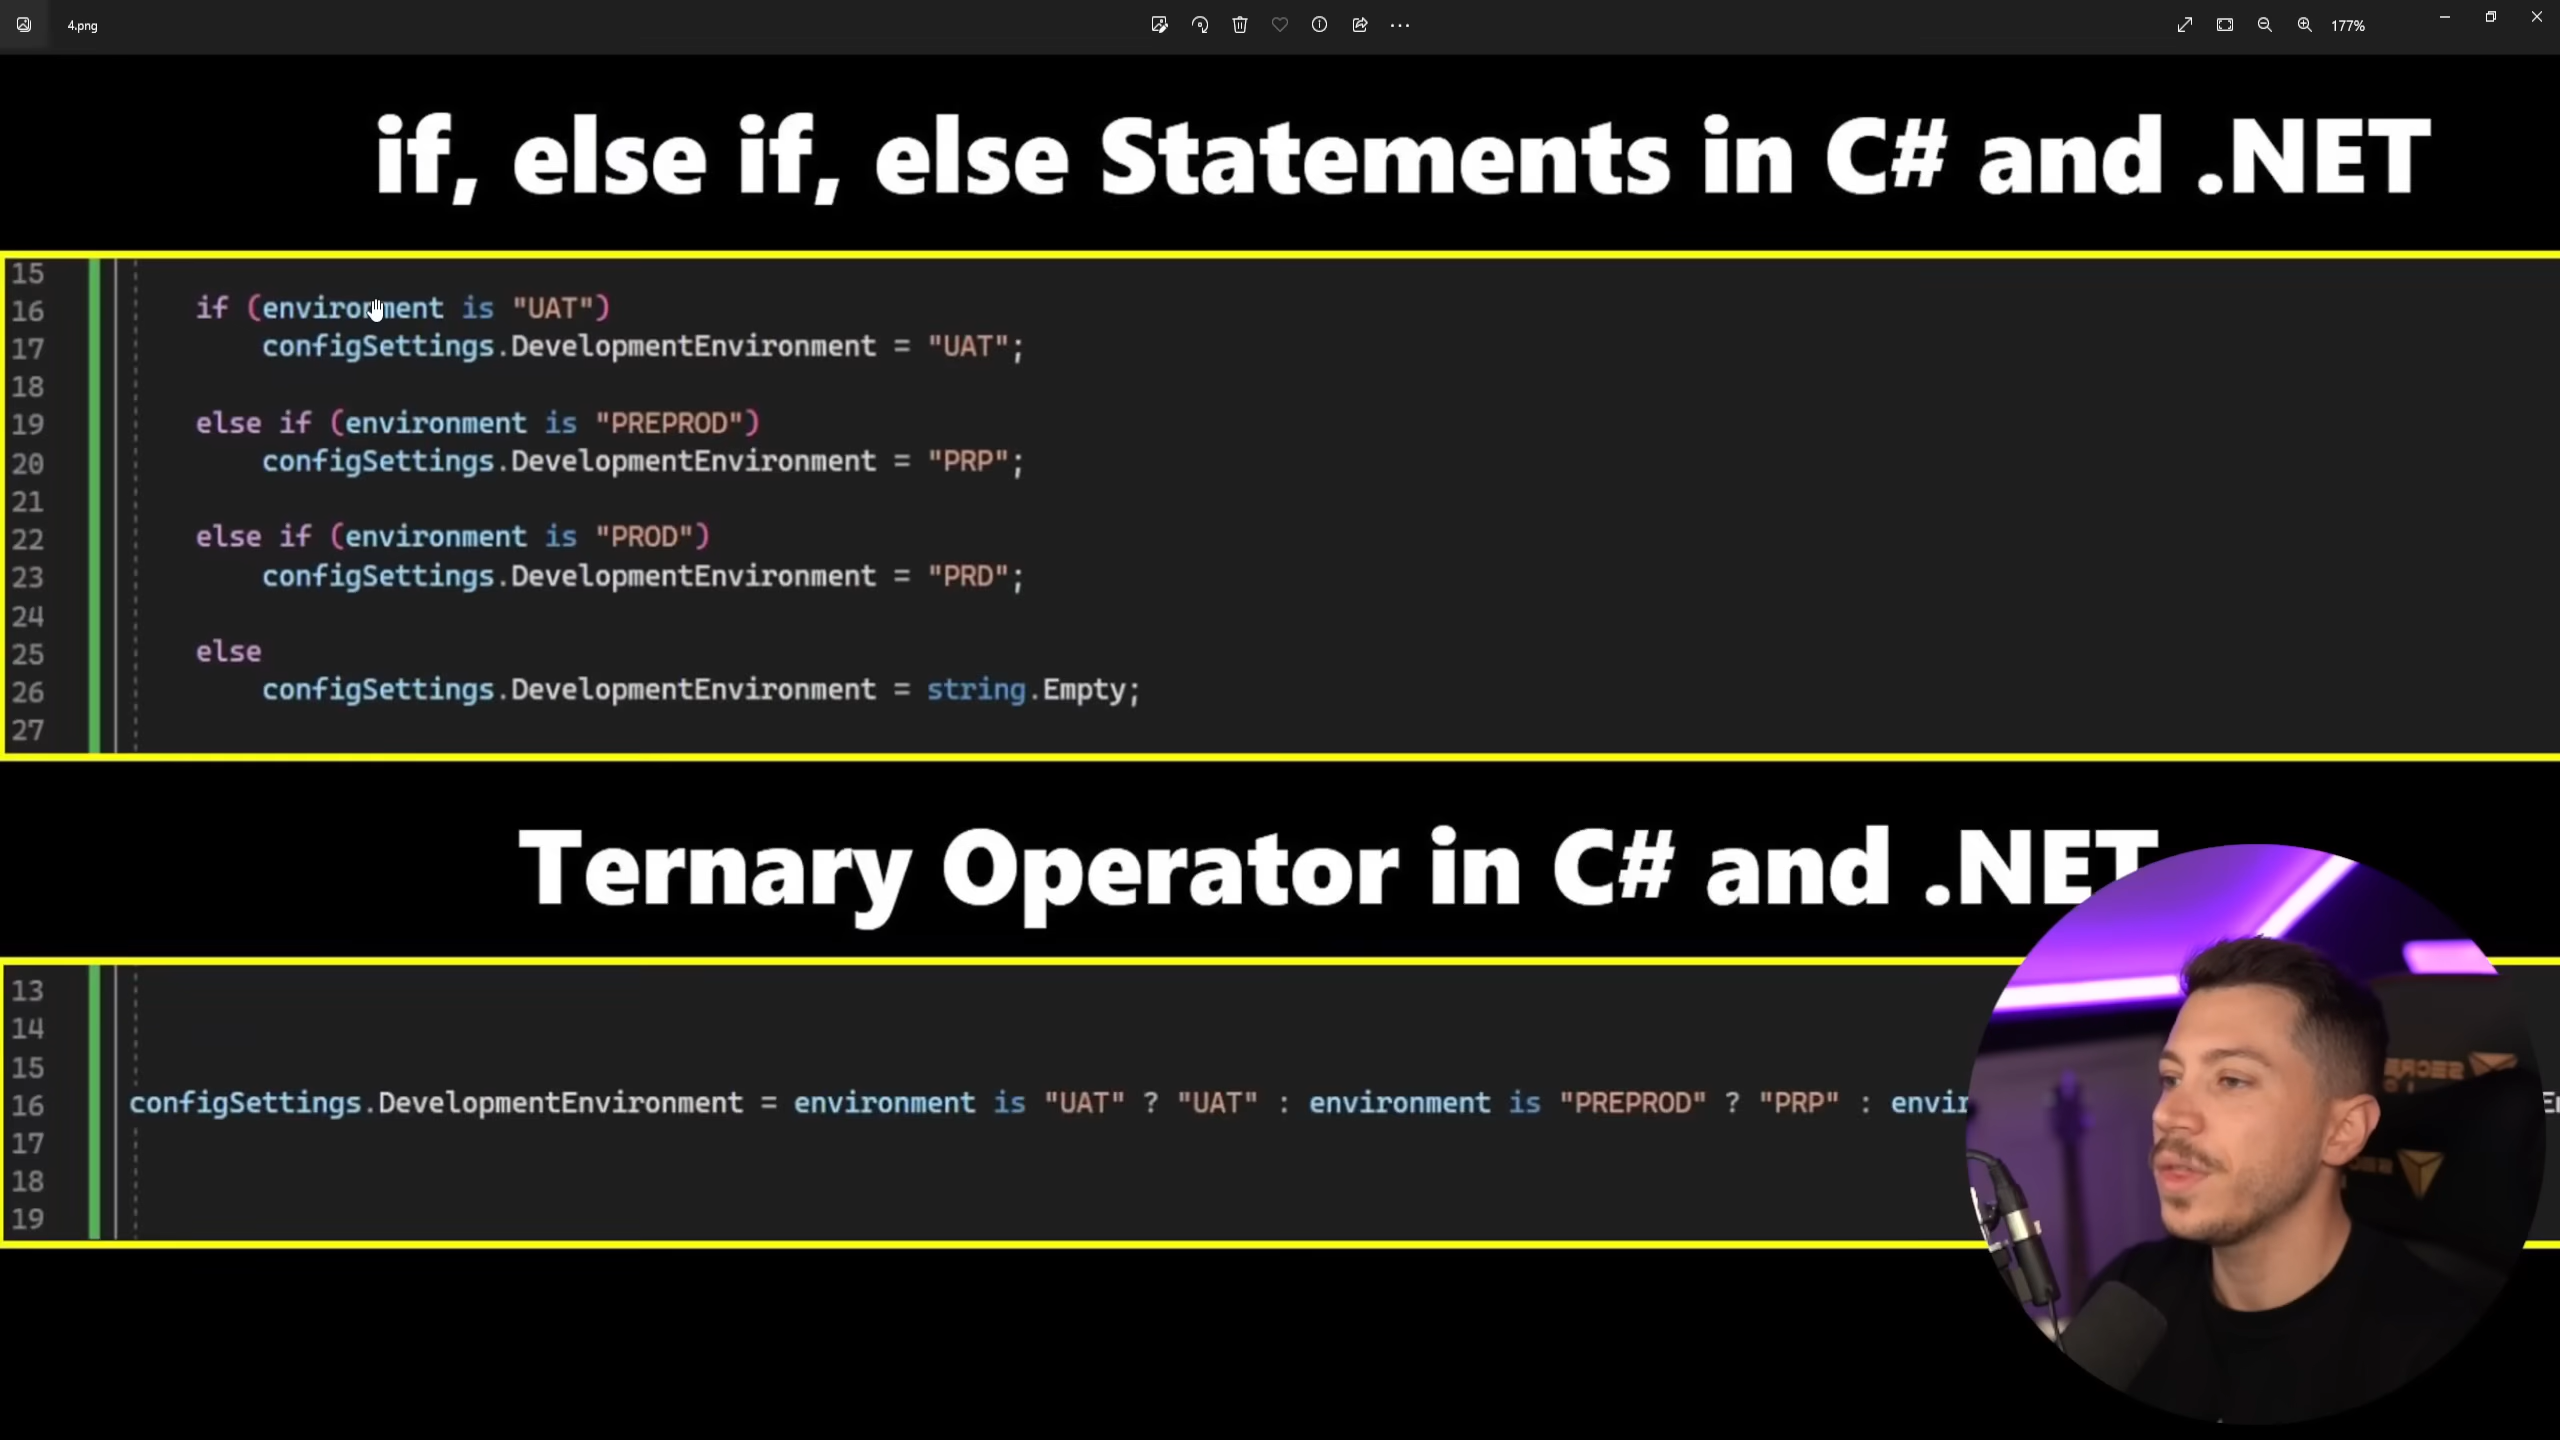 4.png
177%
if, else if, else Statements in C# and .NET
15
16 if (environment is "UAT")
17 configSettings.DevelopmentEnvironment = "UAT";
18
19 else if (environment is "PREPROD")
20 configSettings.DevelopmentEnvironment = "PRP";
21
22 else if (environment is "PROD")
23 configSettings.DevelopmentEnvironment = "PRD";
24
25 else
26 configSettings.DevelopmentEnvironment = string.Empty;
27
Ternary Operator in C# and .NET
13
14
15
16 configSettings.DevelopmentEnvironment = environment is "UAT" ? "UAT" : environment is "PREPROD" ? "PRP" :
17
18
19